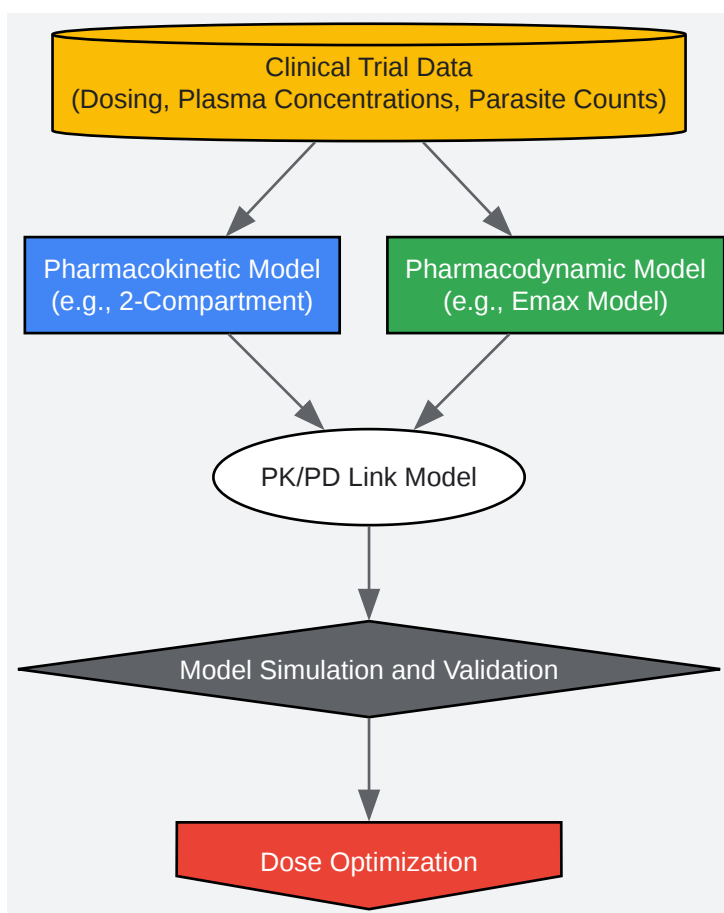 Clinical Trial Data
(Dosing, Plasma Concentrations, Parasite Counts)
Pharmacokinetic Model
(e.g., 2-Compartment)
Pharmacodynamic Model
(e.g., Emax Model)
PK/PD Link Model
Model Simulation and Validation
Dose Optimization